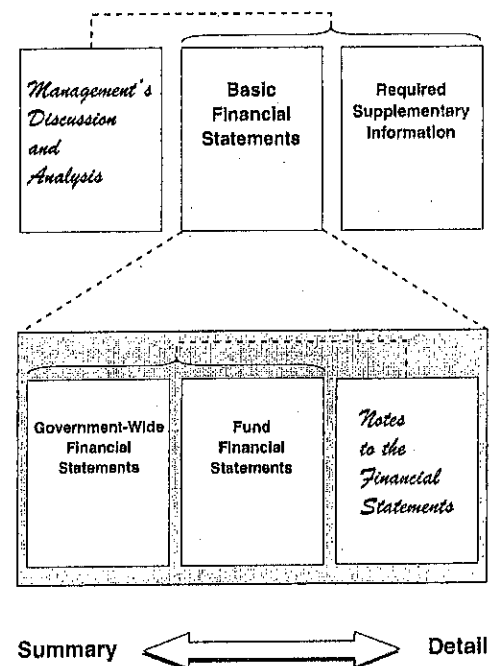 Management's
Discussion
and
Analysis
Basic
Financial
Statements
Required
Supplementary
Information
Government-Wide
Financial
Statements
Fund
Financial
Statements
Notes
to the
Financial
Statements
Summary
Detail